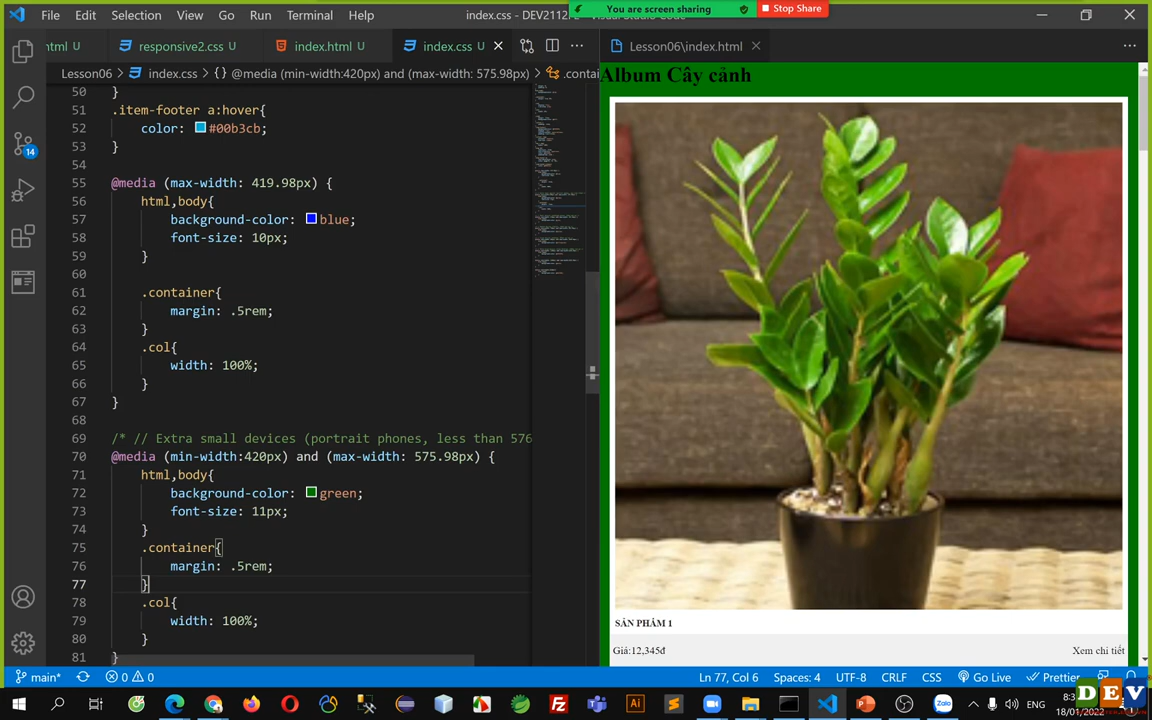 File Edit Selection View Go Run Terminal Help
index.css - DEV2112.
You are screen sharing
Stop Share
html U
responsive2.css U
index.html U
index.css U
Lesson06\index.html
Lesson06 > index.css > {} @media (min-width:420px) and (max-width: 575.98px) > .contai
50 }
51 .item-footer a:hover{
52 color: #00b3cb;
53 }
54
55 @media (max-width: 419.98px) {
56 html,body{
57 background-color: blue;
58 font-size: 10px;
59 }
60
61 .container{
62 margin: .5rem;
63 }
64 .col{
65 width: 100%;
66 }
67 }
68
69 /* // Extra small devices (portrait phones, less than 576
70 @media (min-width:420px) and (max-width: 575.98px) {
71 html,body{
72 background-color: green;
73 font-size: 11px;
74 }
75 .container{
76 margin: .5rem;
77 }
78 .col{
79 width: 100%;
80 }
81 }
Album Cây cảnh
SẢN PHẨM 1
Giá:12,345đ
Xem chi tiết
14
main*
0 0
Ln 77, Col 6
Spaces: 4
UTF-8
CRLF
CSS
Go Live
Prettier
ENG
8:3
18/01/2022
DEV